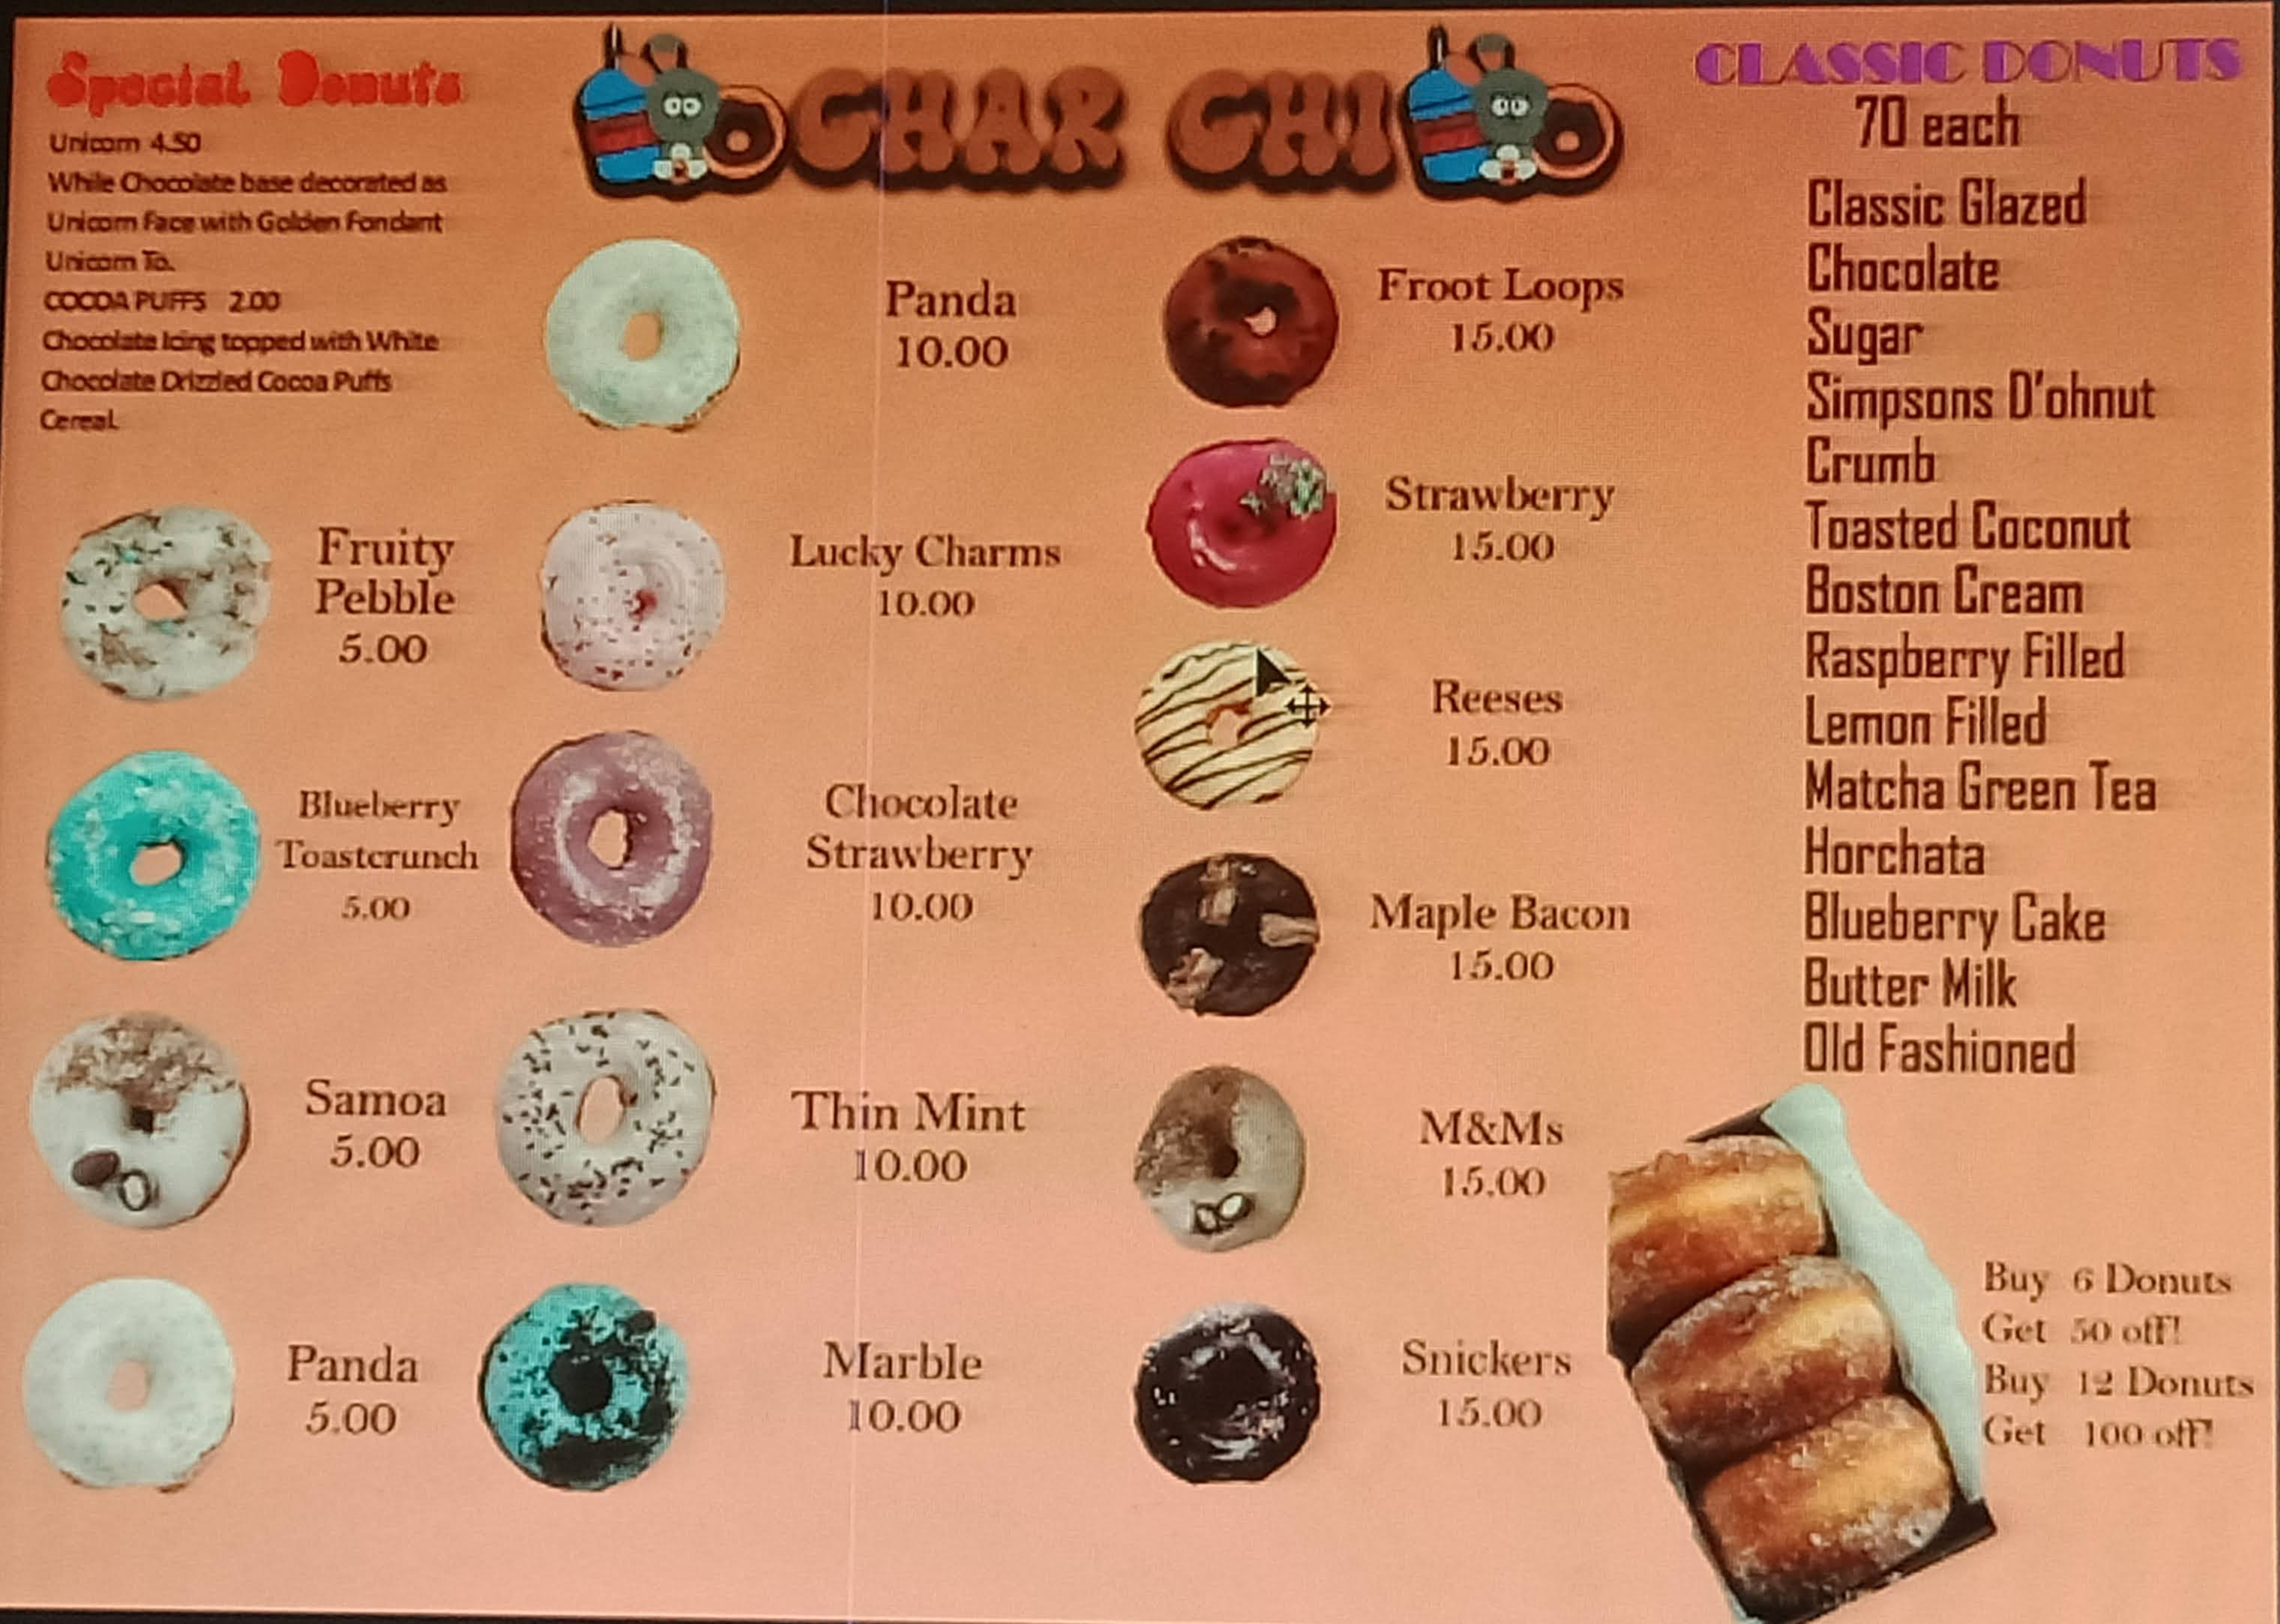 Special Donuts
Unicorn 4.50
While Chocolate base decorated as
Unicorn Face with Golden Fondant
Unicorn To.
COCOA PUFFS 2.00
Chocolate Icing topped with White
Chocolate Drizzled Cocoa Puffs
Cereal.
Fruity
Pebble
5.00
Blueberry
Toastcrunch
5.00
Samoa
5.00
Panda
5.00
CHAR CHI
Panda
10.00
Lucky Charms
10.00
Chocolate
Strawberry
10.00
Thin Mint
10.00
Marble
10.00
Froot Loops
15.00
Strawberry
15.00
Reeses
15.00
Maple Bacon
15.00
M&Ms
15.00
Snickers
15.00
CLASSIC DONUTS
70 each
Classic Glazed
Chocolate
Sugar
Simpsons D'ohnut
Crumb
Toasted Coconut
Boston Cream
Raspberry Filled
Lemon Filled
Matcha Green Tea
Horchata
Blueberry Cake
Butter Milk
Old Fashioned
Buy 6 Donuts
Get 50 off!
Buy 12 Donuts
Get 100 off!